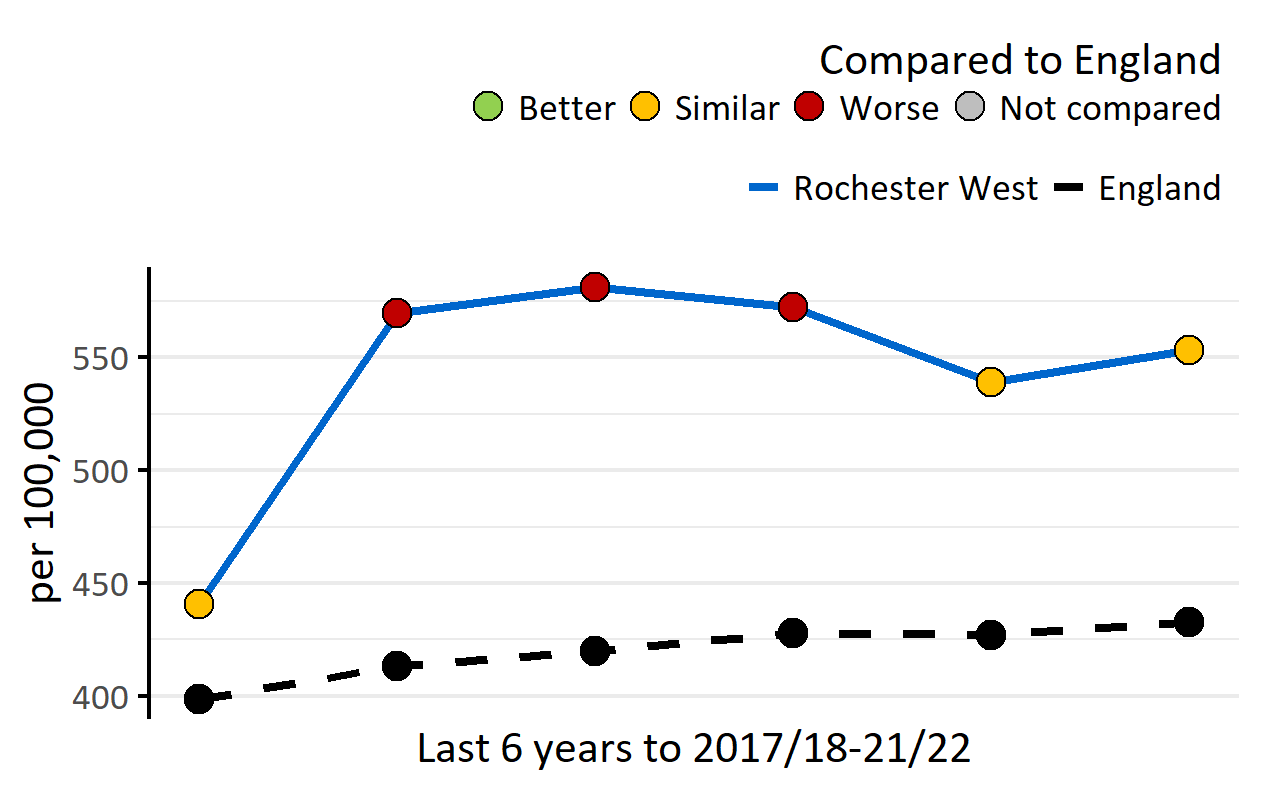 Compared to England
Better Similar Worse Not compared
Rochester West England
per 100,000
550
500
450
400
Last 6 years to 2017/18-21/22